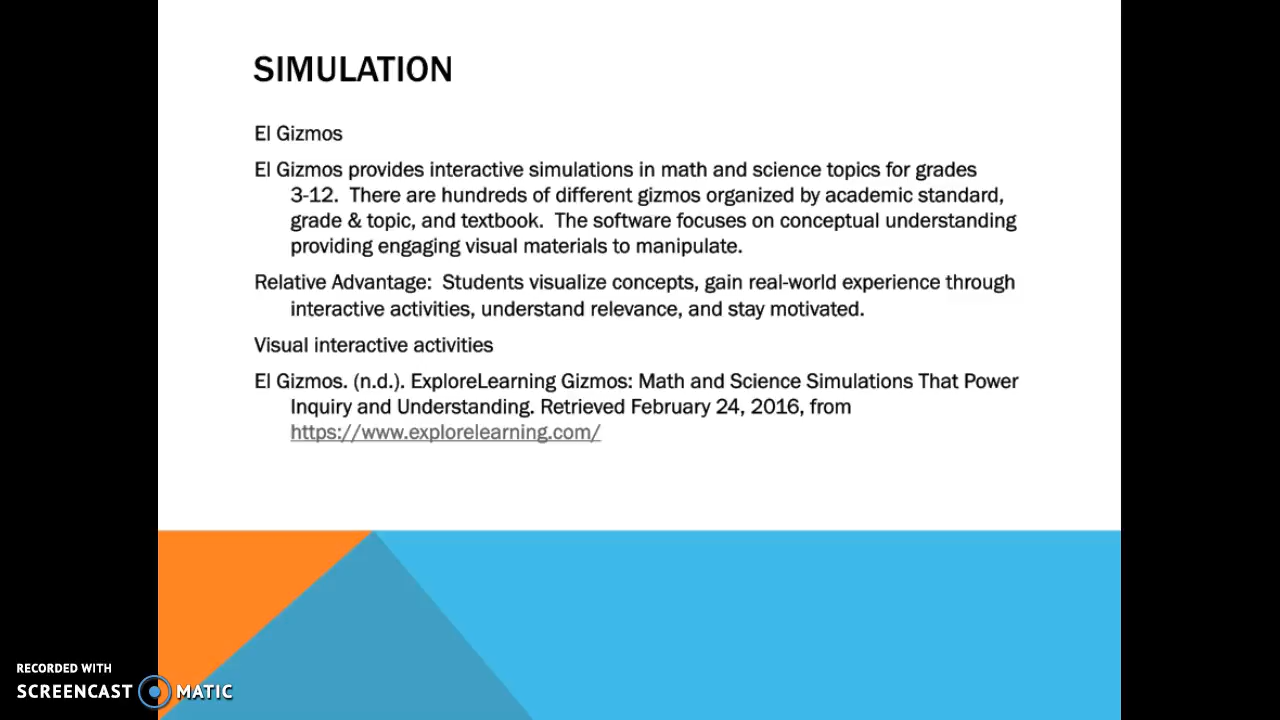 SIMULATION
El Gizmos
El Gizmos provides interactive simulations in math and science topics for grades
3-12.  There are hundreds of different gizmos organized by academic standard,
grade & topic, and textbook.  The software focuses on conceptual understanding
providing engaging visual materials to manipulate.
Relative Advantage:  Students visualize concepts, gain real-world experience through
interactive activities, understand relevance, and stay motivated.
Visual interactive activities
El Gizmos. (n.d.). ExploreLearning Gizmos: Math and Science Simulations That Power
Inquiry and Understanding. Retrieved February 24, 2016, from
https://www.explorelearning.com/
RECORDED WITH
SCREENCAST MATIC